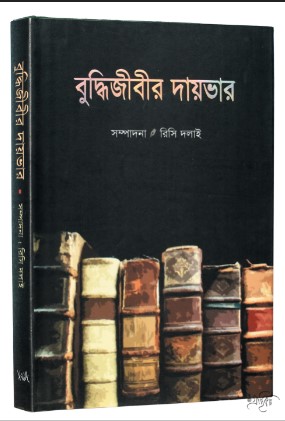 বুদ্ধিজীবীর দায়ভার
সম্পাদনা রিসি দলাই
বুদ্ধিজীবীর দায়ভার
সম্পাদনা : রিসি দলাই